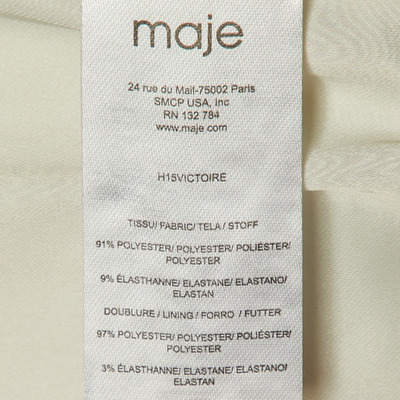 maje
24 rue du Mail-75002 Paris
SMCP USA, Inc
RN 132 784
www.maje.com
H15VICTOIRE
TISSU/ FABRIC/ TELA / STOFF
91% POLYESTER/ POLYESTER/ POLIÉSTER/
POLYESTER
9% ÉLASTHANNE/ ELASTANE/ ELASTANO/
ELASTAN
DOUBLURE / LINING / FORRO / FUTTER
97% POLYESTER/ POLYESTER/ POLIÉSTER/
POLYESTER
3% ÉLASTHANNE/ ELASTANE/ ELASTANO/
ELASTAN